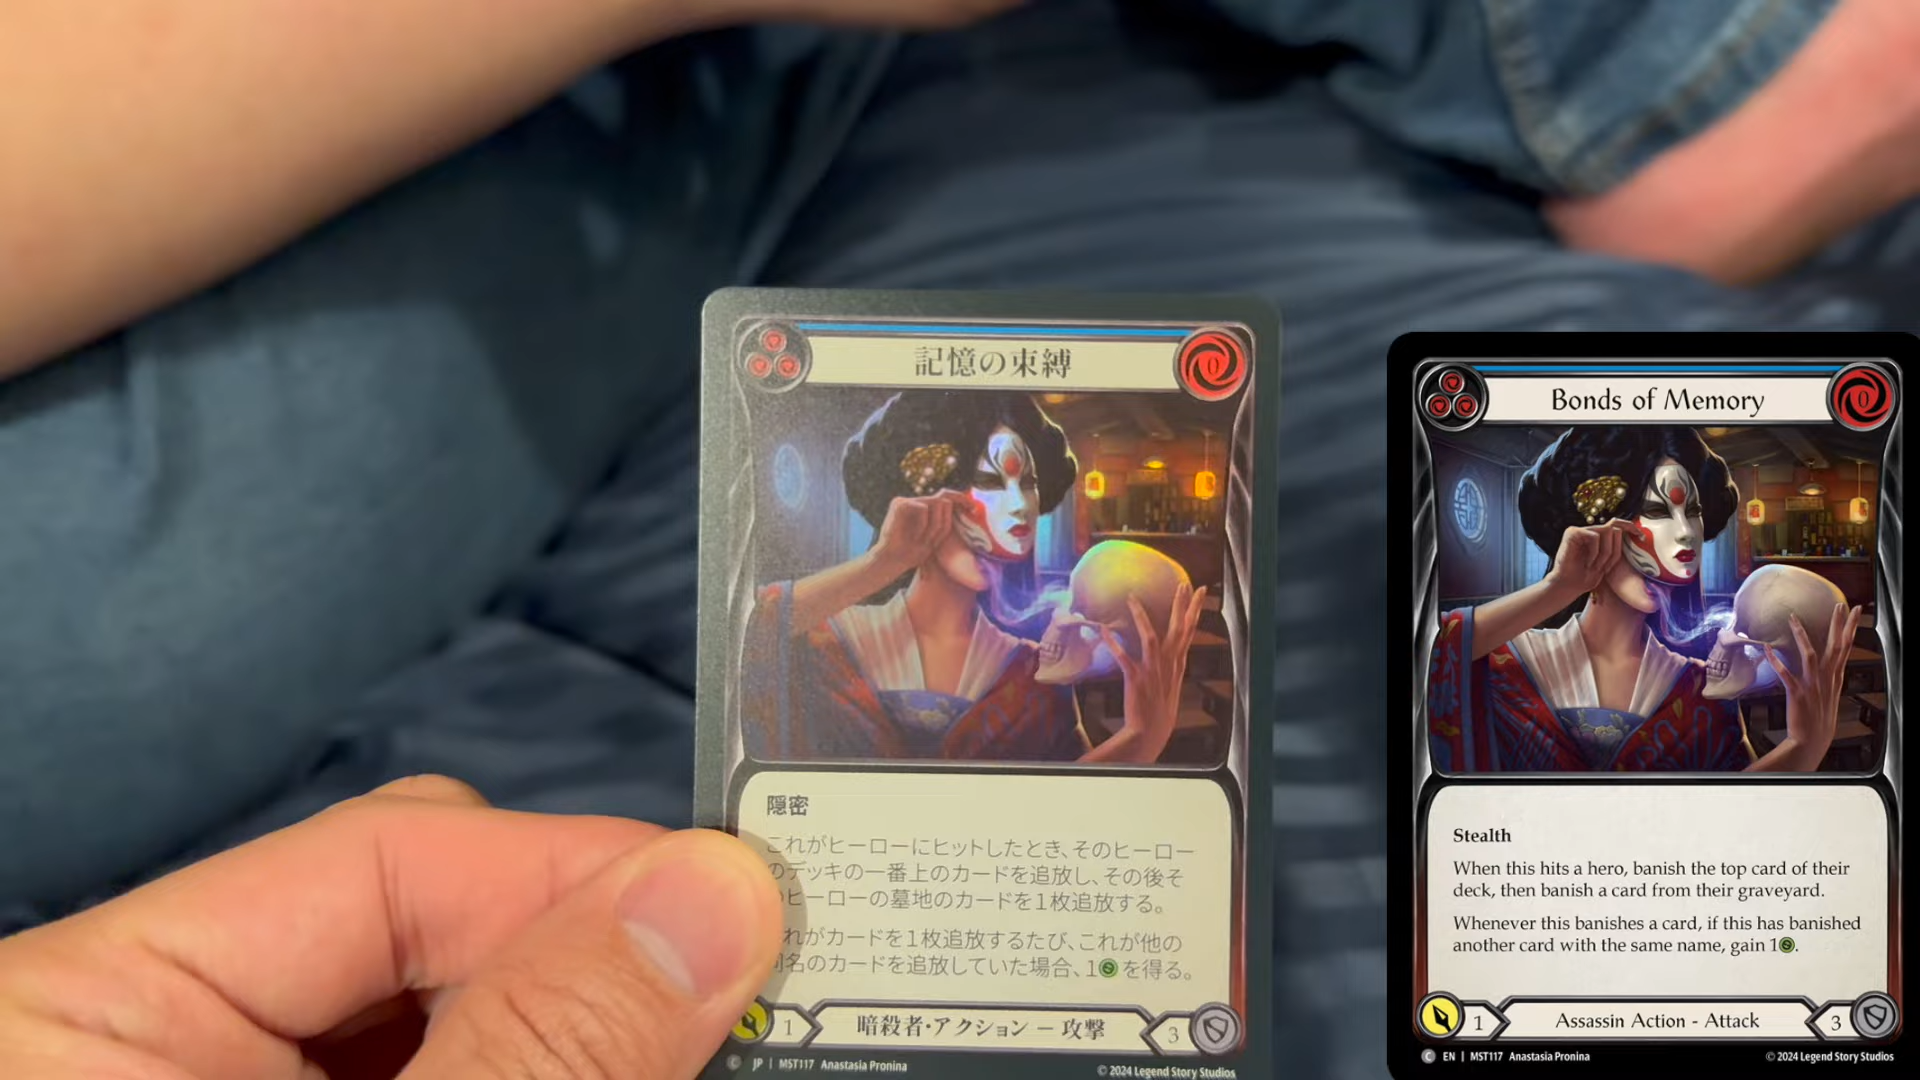 記憶の束縛
0
隠密
これがヒーローにヒットしたとき、そのヒーロー
のデッキの一番上のカードを追放し、その後そ
ヒーローの墓地のカードを1枚追放する。
れがカードを1枚追放するたび、これが他の
名のカードを追放していた場合、1を得る。
1
暗殺者・アクション ー 攻撃
3
C JP | MST117 Anastasia Pronina
© 2024 Legend Story Studios
Bonds of Memory
0
Stealth
When this hits a hero, banish the top card of their
deck, then banish a card from their graveyard.
Whenever this banishes a card, if this has banished
another card with the same name, gain 1.
1
Assassin Action - Attack
3
C EN | MST117 Anastasia Pronina
© 2024 Legend Story Studios